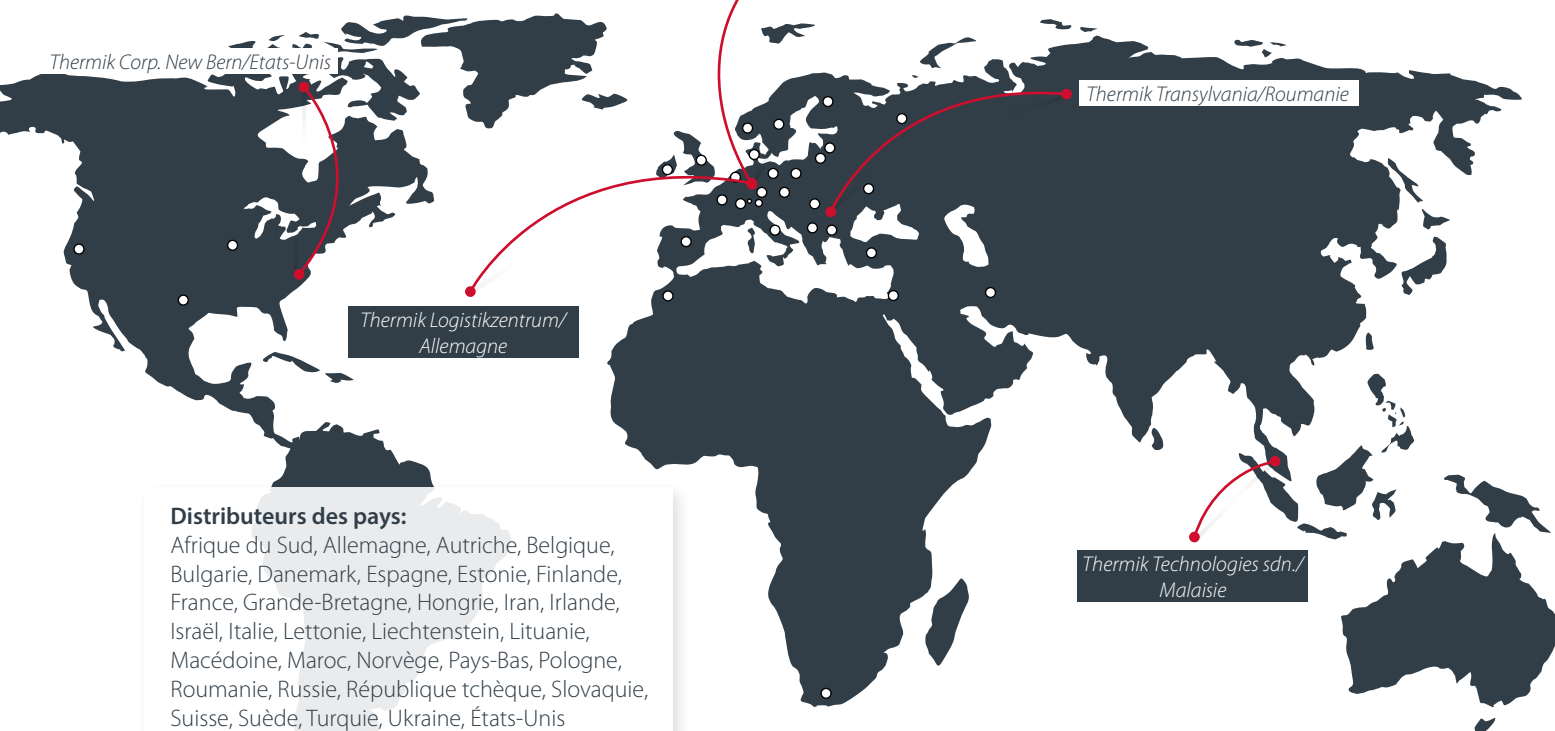 Thermik Corp. New Bern/Etats-Unis
Thermik Transylvania/Roumanie
Thermik Logistikzentrum/
Allemagne
Distributeurs des pays:
Afrique du Sud, Allemagne, Autriche, Belgique,
Bulgarie, Danemark, Espagne, Estonie, Finlande,
France, Grande-Bretagne, Hongrie, Iran, Irlande,
Israël, Italie, Lettonie, Liechtenstein, Lituanie,
Macédoine, Maroc, Norvège, Pays-Bas, Pologne,
Roumanie, Russie, République tchèque, Slovaquie,
Suisse, Suède, Turquie, Ukraine, États-Unis
Thermik Technologies sdn./
Malaisie